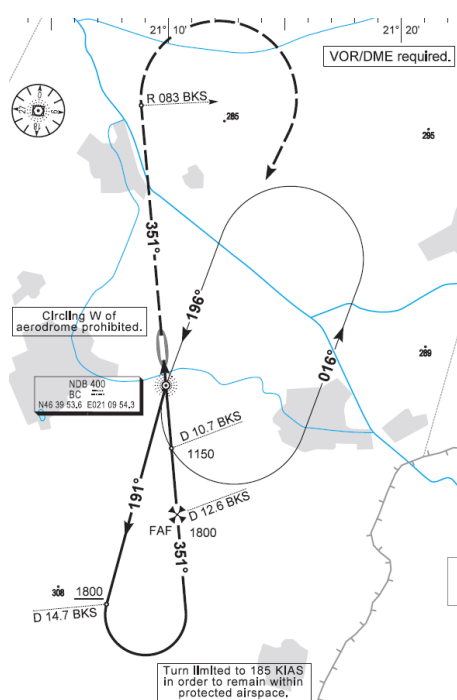 21° 10'
21° 20'
VOR/DME required.
R 083 BKS
285
295
351°
196°
Circling W of
aerodrome prohibited.
016°
289
NDB 400
BC
N46 39 53,6 E021 09 54,3
D 10.7 BKS
1150
191°
D 12.6 BKS
FAF
1800
351°
308
1800
D 14.7 BKS
Turn limited to 185 KIAS
in order to remain within
protected airspace.